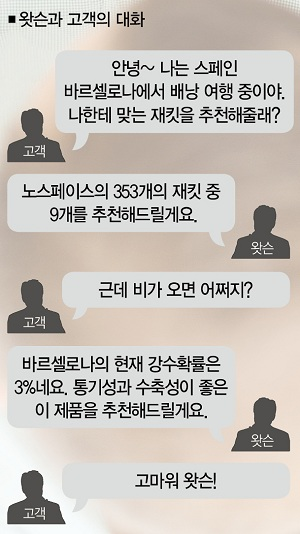 ■ 왓슨과 고객의 대화
안녕~ 나는 스페인
바르셀로나에서 배낭 여행 중이야.
나한테 맞는 재킷을 추천해줄래?
고객
노스페이스의 353개의 재킷 중
9개를 추천해드릴게요.
왓슨
근데 비가 오면 어쩌지?
고객
바르셀로나의 현재 강수확률은
3%네요. 통기성과 수축성이 좋은
이 제품을 추천해드릴게요.
왓슨
고마워 왓슨!
고객